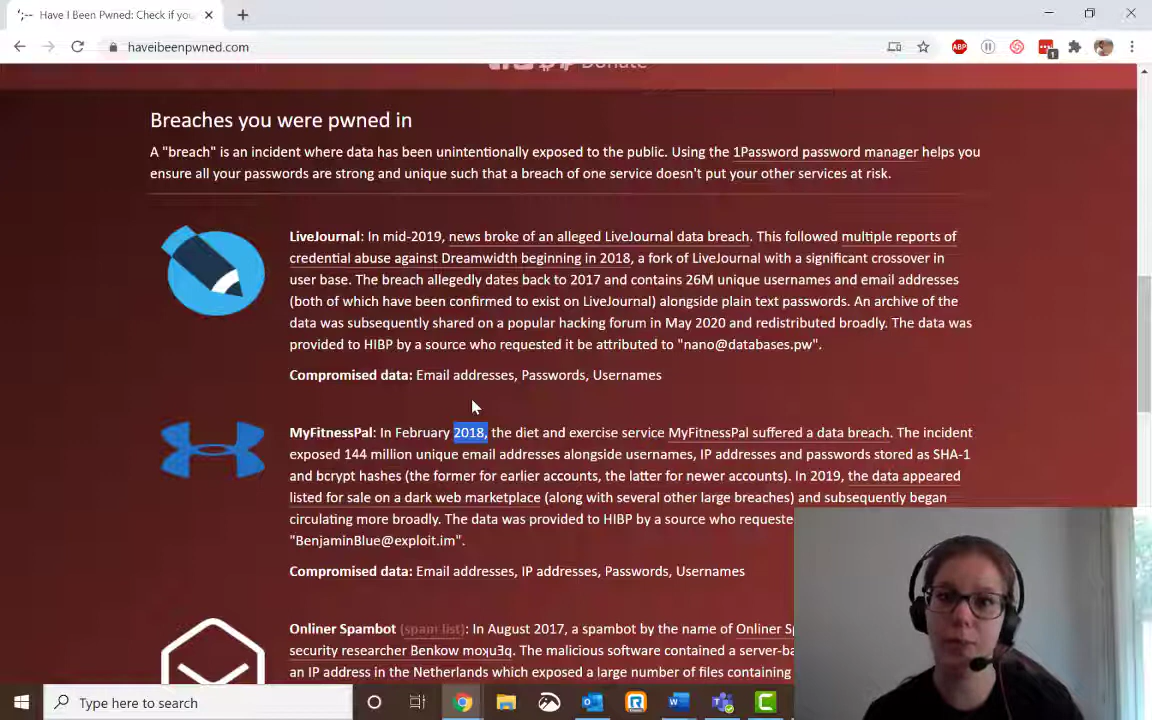 Have I Been Pwned: Check if you
haveibeenpwned.com
ABP
1
Donate
Breaches you were pwned in
A "breach" is an incident where data has been unintentionally exposed to the public. Using the 1Password password manager helps you
ensure all your passwords are strong and unique such that a breach of one service doesn't put your other services at risk.
LiveJournal: In mid-2019, news broke of an alleged LiveJournal data breach. This followed multiple reports of
credential abuse against Dreamwidth beginning in 2018, a fork of LiveJournal with a significant crossover in
user base. The breach allegedly dates back to 2017 and contains 26M unique usernames and email addresses
(both of which have been confirmed to exist on LiveJournal) alongside plain text passwords. An archive of the
data was subsequently shared on a popular hacking forum in May 2020 and redistributed broadly. The data was
provided to HIBP by a source who requested it be attributed to "nano@databases.pw".
Compromised data: Email addresses, Passwords, Usernames
MyFitnessPal: In February 2018, the diet and exercise service MyFitnessPal suffered a data breach. The incident
exposed 144 million unique email addresses alongside usernames, IP addresses and passwords stored as SHA-1
and bcrypt hashes (the former for earlier accounts, the latter for newer accounts). In 2019, the data appeared
listed for sale on a dark web marketplace (along with several other large breaches) and subsequently began
circulating more broadly. The data was provided to HIBP by a source who requested
"BenjaminBlue@exploit.im".
Compromised data: Email addresses, IP addresses, Passwords, Usernames
Onliner Spambot (spam list): In August 2017, a spambot by the name of Onliner
security researcher Benkow moʞuƎq. The malicious software contained a server-
an IP address in the Netherlands which exposed a large number of files containing
Type here to search